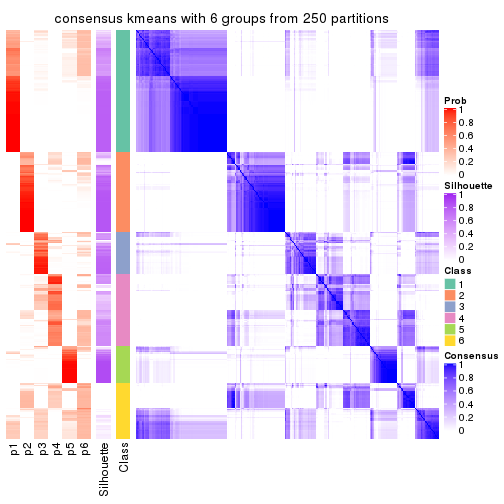 consensus kmeans with 6 groups from 250 partitions
Prob
1
0.8
0.6
0.4
0.2
0
Silhouette
1
0.8
0.6
0.4
0.2
0
Class
1
2
3
4
5
6
Consensus
1
0.8
0.6
0.4
0.2
0
p1
p2
p3
p4
p5
p6
Silhouette
Class